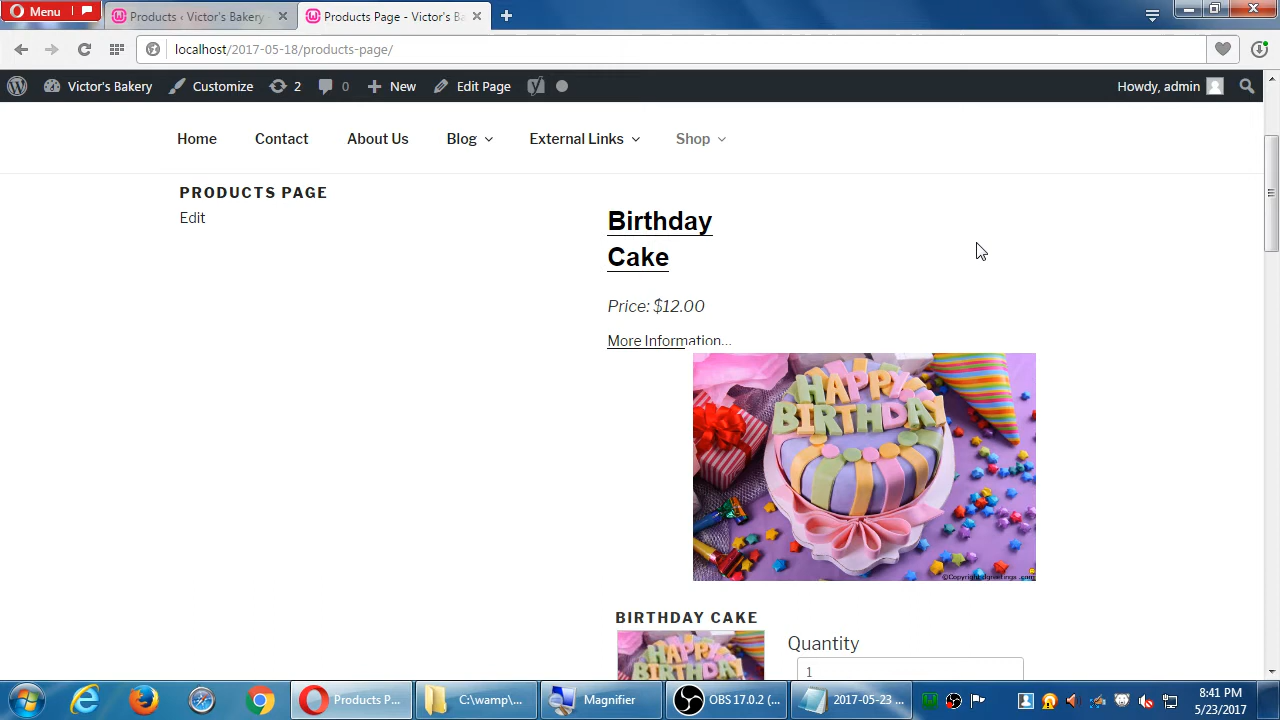 Menu
Products ‹ Victor's Bakery
Products Page - Victor's Ba
localhost/2017-05-18/products-page/
Victor's Bakery
Customize
2
0
New
Edit Page
Howdy, admin
Home
Contact
About Us
Blog
External Links
Shop
PRODUCTS PAGE
Edit
Birthday
Cake
Price: $12.00
More Information...
HAPPY
BIRTHDAY
BIRTHDAY CAKE
HAPPY
BIRTHDAY
Quantity
1
Products P...
C:\wamp\...
Magnifier
OBS 17.0.2 (...
2017-05-23 ...
8:41 PM
5/23/2017